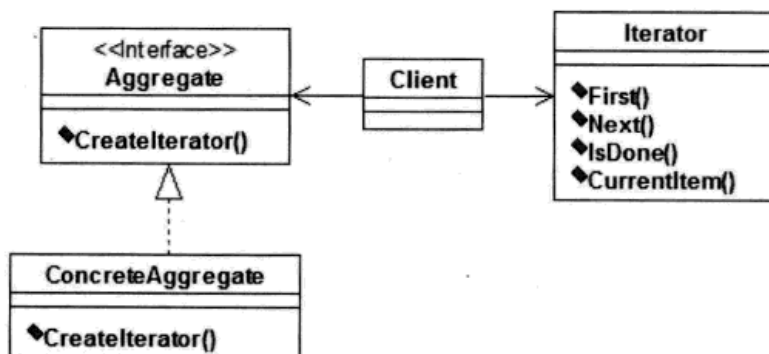 <<Interface>>
Aggregate
CreateIterator()
Client
Iterator
First()
Next()
IsDone()
CurrentItem()
ConcreteAggregate
CreateIterator()